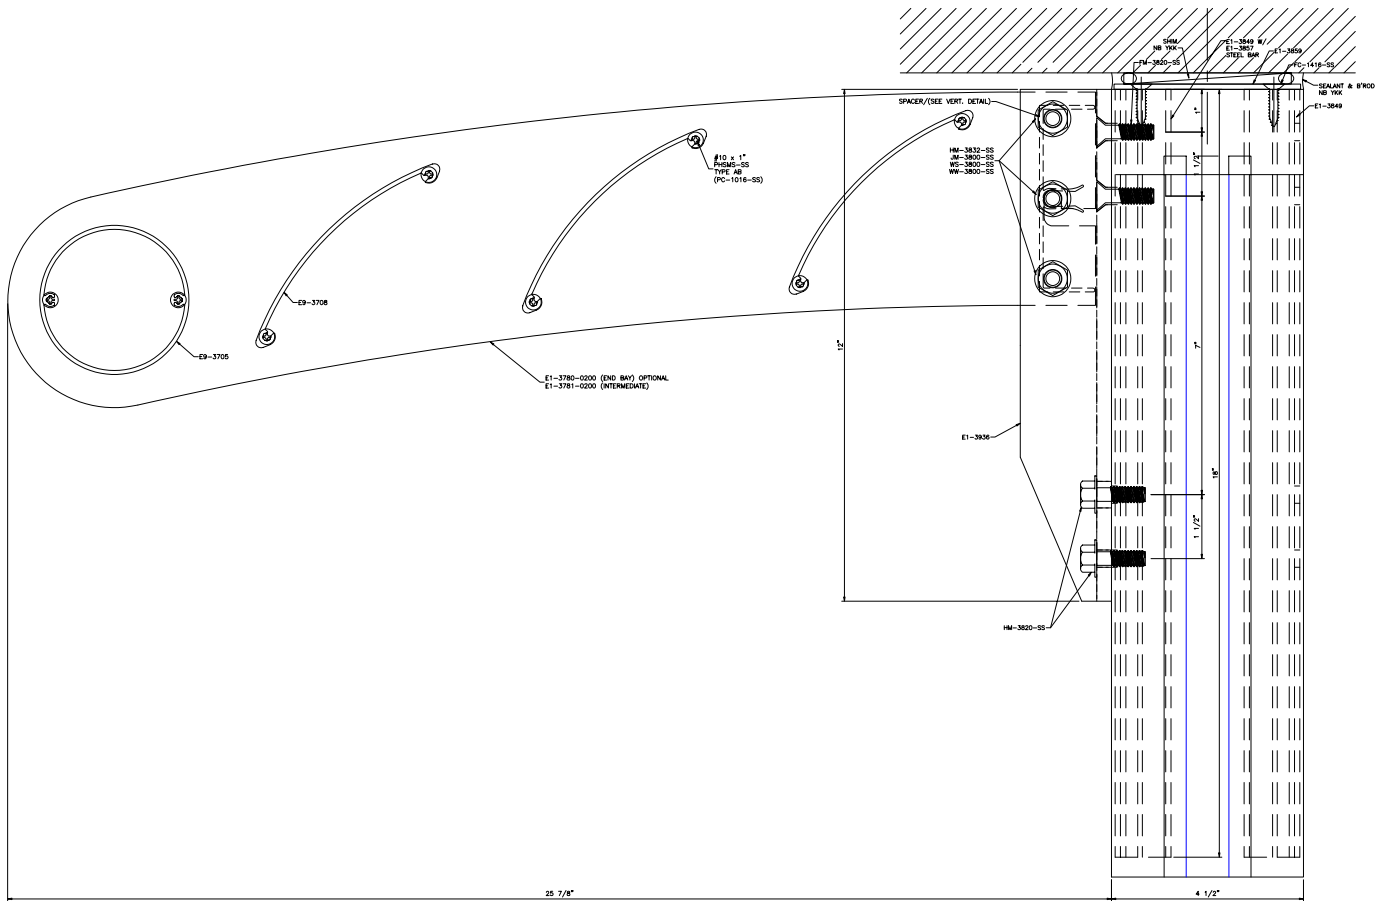 SHIM
NB YKK
E1-3849 W/
E1-3857
STEEL BAR
E1-3859
FM-3820-SS
FC-1416-SS
SEALANT & B'ROD
NB YKK
E1-3849
SPACER/(SEE VERT. DETAIL)
1"
HM-3832-SS
JM-3800-SS
WS-3800-SS
WW-3800-SS
1 1/2"
#10 x 1"
PHSMS-SS
TYPE AB
(PC-1016-SS)
E9-3708
E9-3705
12"
7"
E1-3780-0200 (END BAY) OPTIONAL
E1-3781-0200 (INTERMEDIATE)
E1-3936
18"
1 1/2"
HM-3820-SS
25 7/8"
4 1/2"